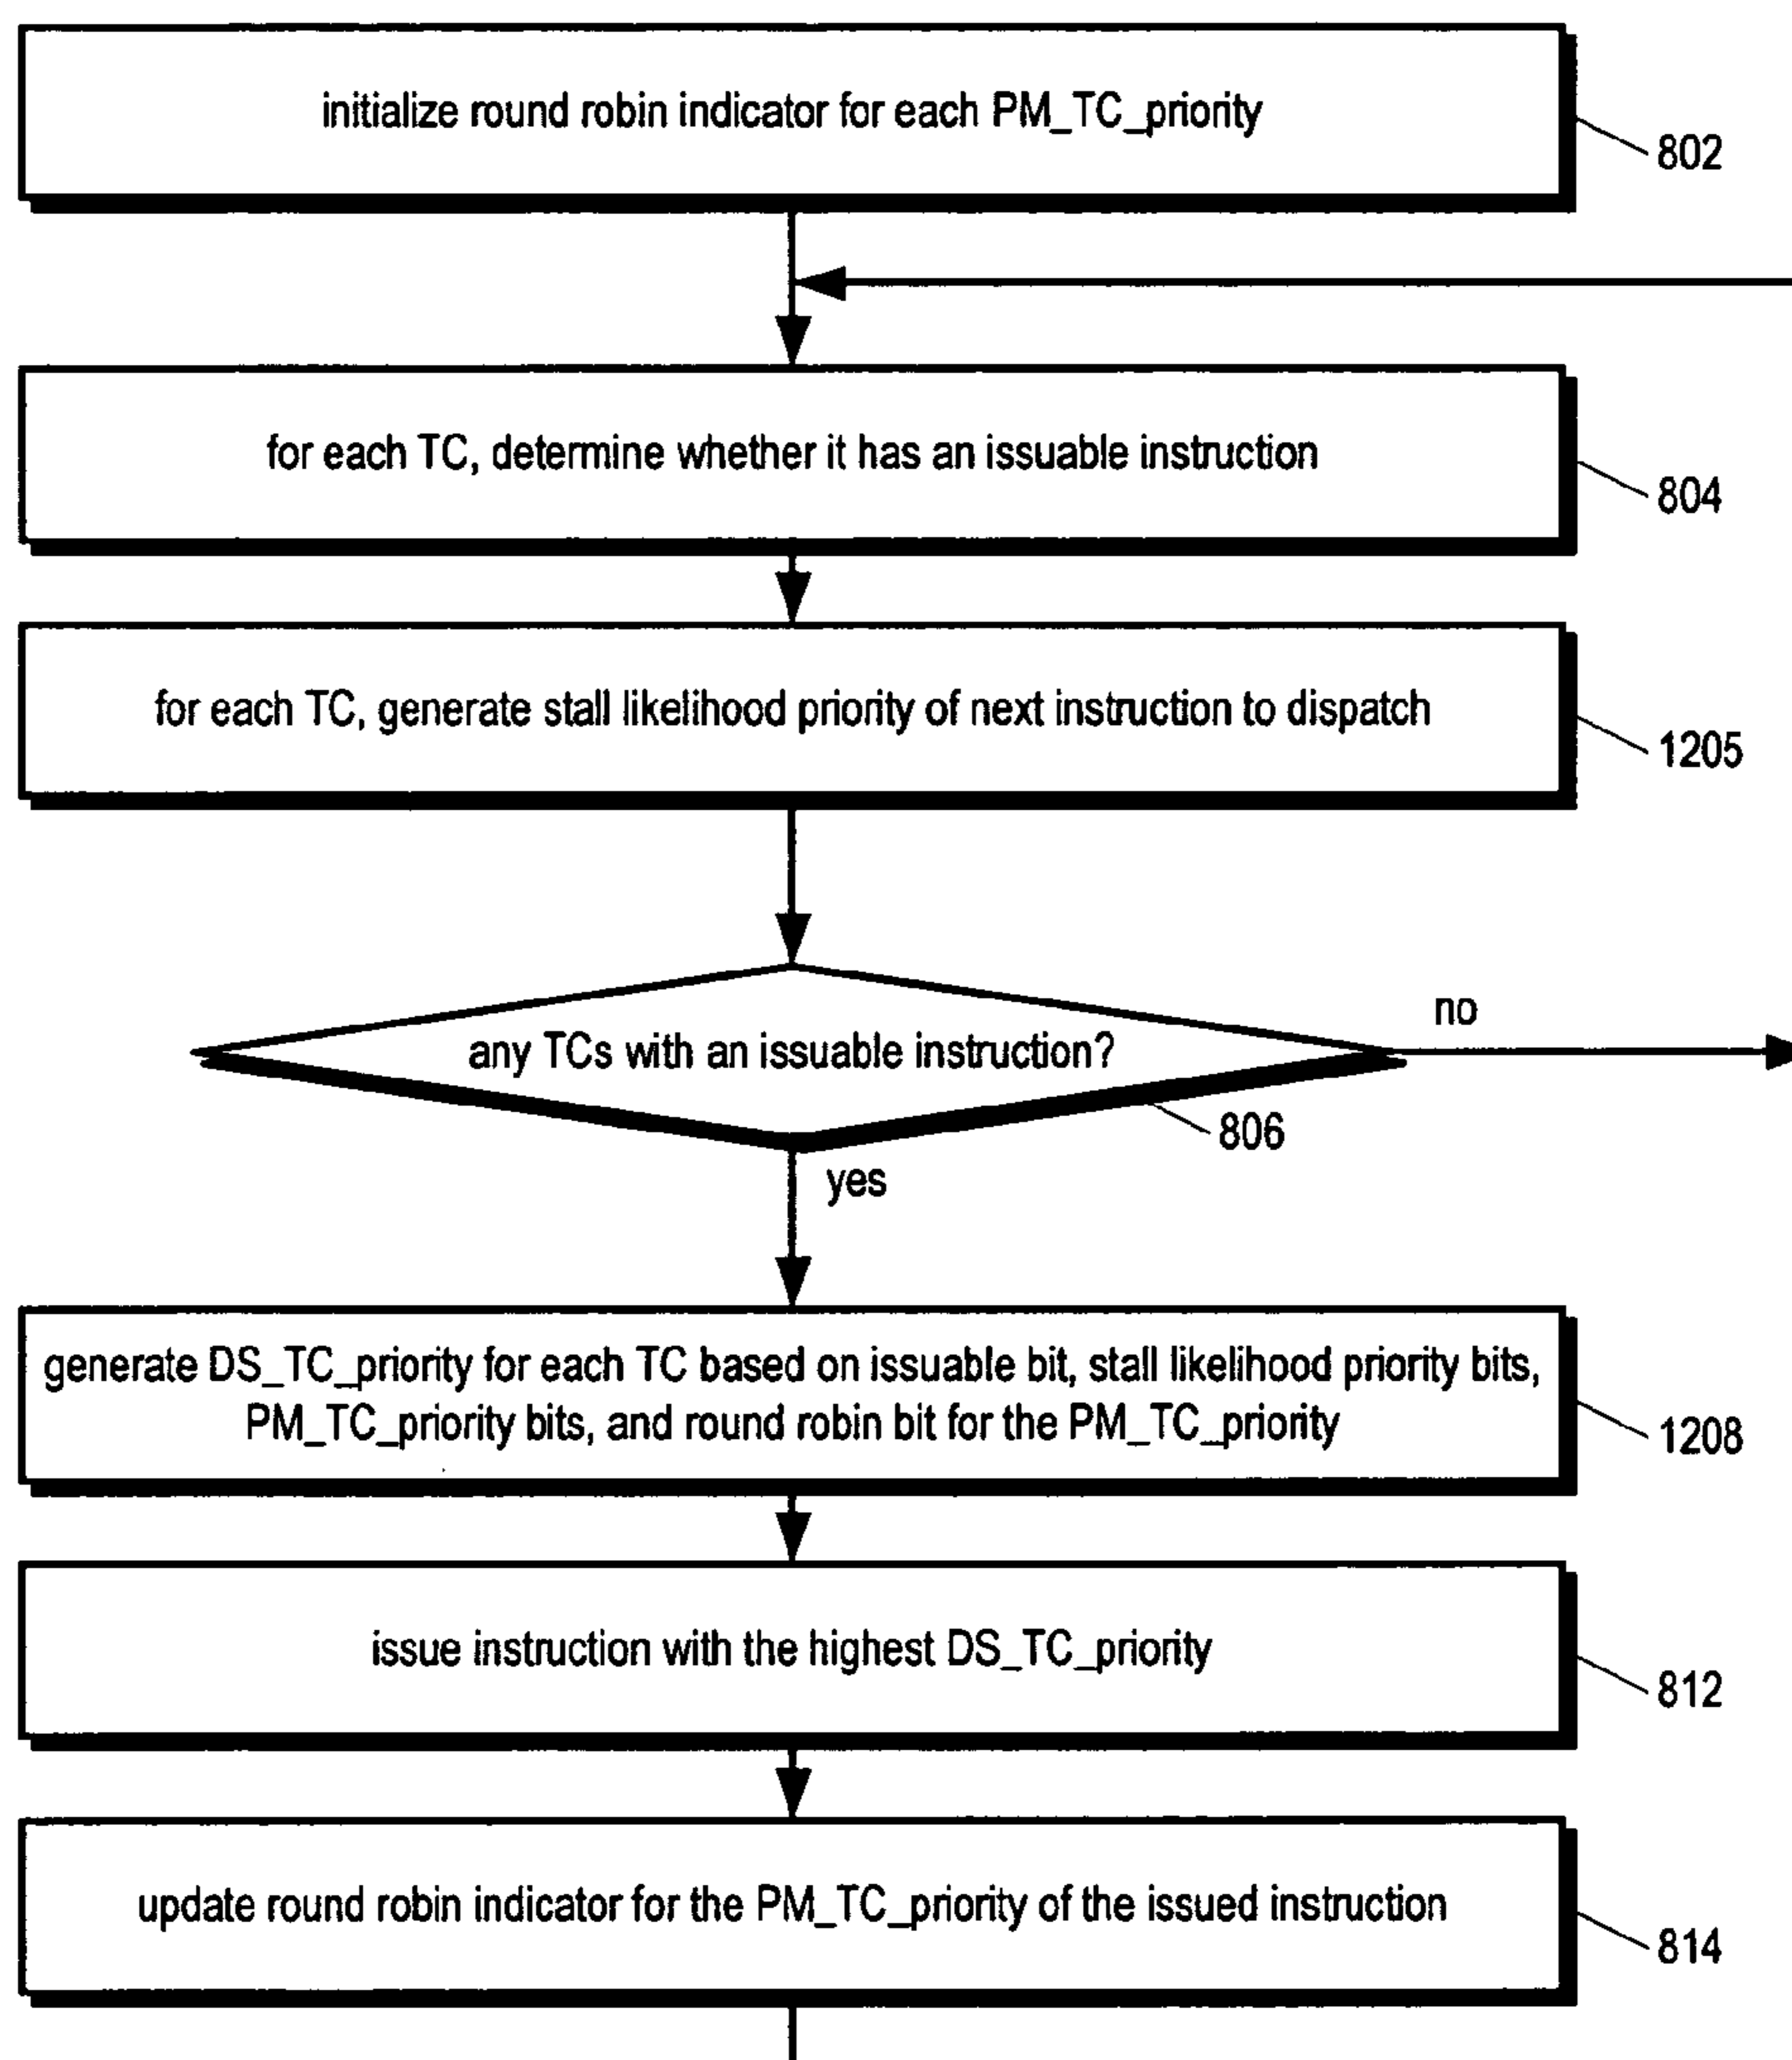 initialize round robin indicator for each PM_TC_priority
802
for each TC, determine whether it has an issuable instruction
804
for each TC, generate stall likelihood priority of next instruction to dispatch
1205
any TCs with an issuable instruction?
no
806
yes
generate DS_TC_priority for each TC based on issuable bit, stall likelihood priority bits,
PM_TC_priority bits, and round robin bit for the PM_TC_priority
1208
issue instruction with the highest DS_TC_priority
812
update round robin indicator for the PM_TC_priority of the issued instruction
814